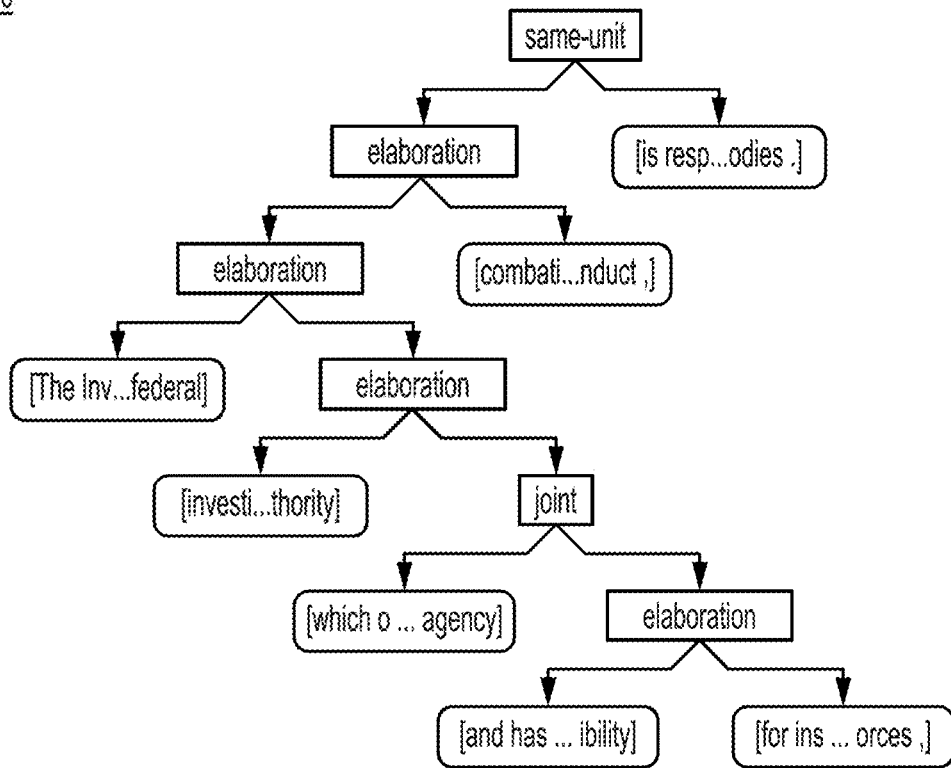 same-unit
elaboration
[is resp...odies .]
elaboration
[combati...nduct ,]
[The Inv...federal]
elaboration
[investi...thority]
joint
[which o ... agency]
elaboration
[and has ... ibility]
[for ins ... orces ,]